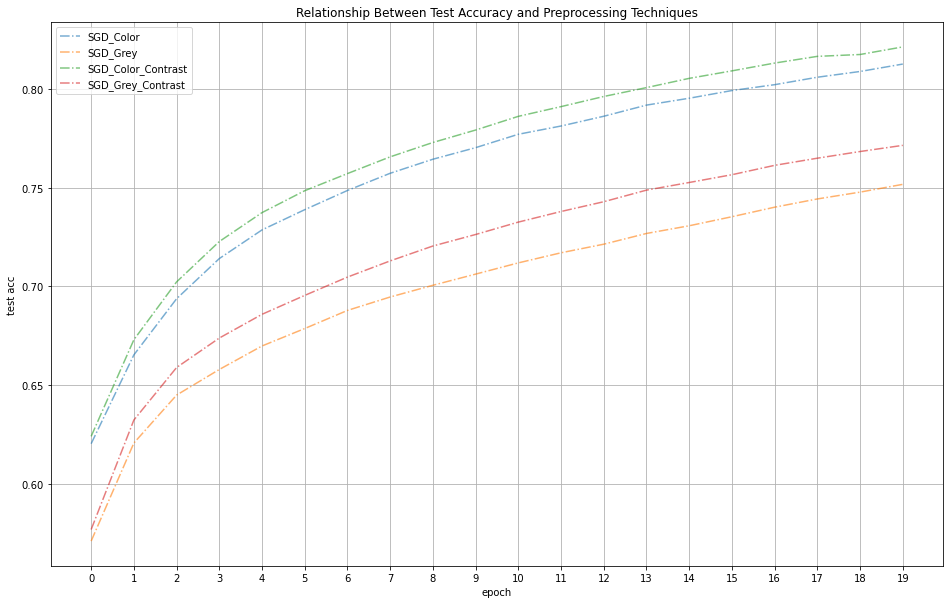 Relationship Between Test Accuracy and Preprocessing Techniques
SGD_Color
SGD_Grey
SGD_Color_Contrast
SGD_Grey_Contrast
0.80
0.75
0.70
0.65
0.60
test acc
0 1 2 3 4 5 6 7 8 9 10 11 12 13 14 15 16 17 18 19
epoch